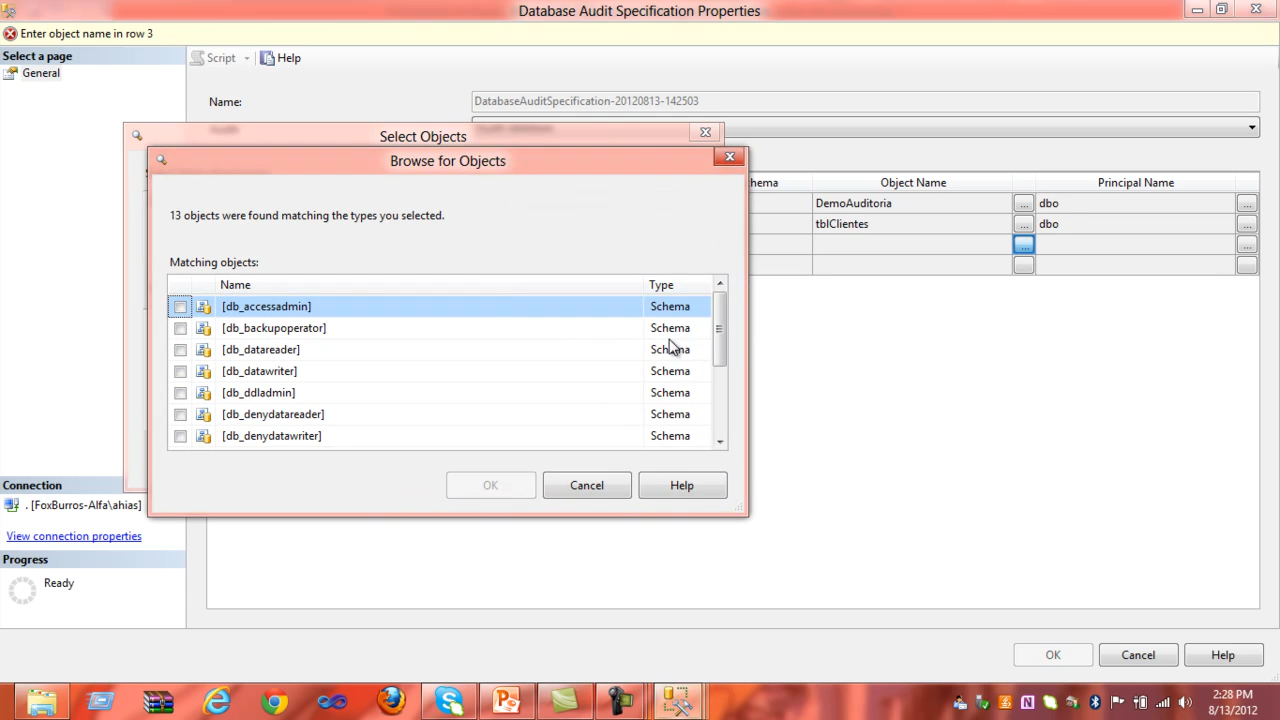 Database Audit Specification Properties
Enter object name in row 3
Select a page
General
Script
Help
Name:
DatabaseAuditSpecification-20120813-142503
Select Objects
Browse for Objects
hema
Object Name
Principal Name
DemoAuditoria
...
dbo
...
tblClientes
...
dbo
...
...
...
13 objects were found matching the types you selected.
Matching objects:
Name
Type
[db_accessadmin]
Schema
[db_backupoperator]
Schema
[db_datareader]
Schema
[db_datawriter]
Schema
[db_ddladmin]
Schema
[db_denydatareader]
Schema
[db_denydatawriter]
Schema
OK
Cancel
Help
Connection
. [FoxBurros-Alfa\ahias]
View connection properties
Progress
Ready
OK
Cancel
Help
2:28 PM
8/13/2012